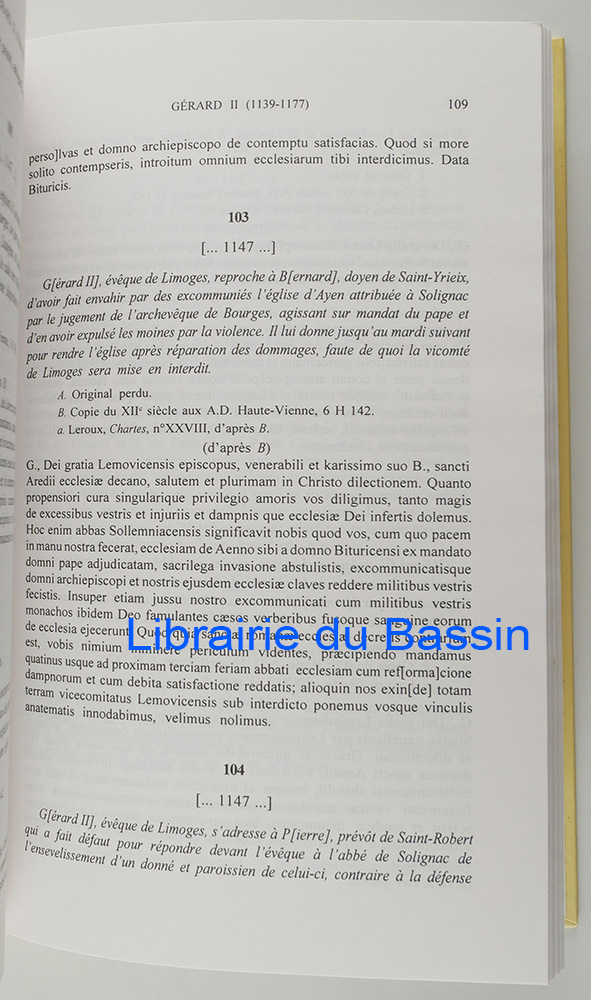 GÉRARD II (1139-1177) 109
perso]lvas et domno archiepiscopo de contemptu satisfacias. Quod si more
solito contempseris, introitum omnium ecclesiarum tibi interdicimus. Data
Bituricis.
103
[... 1147 ...]
G[érard II], évêque de Limoges, reproche à B[ernard], doyen de Saint-Yrieix,
d'avoir fait envahir par des excommuniés l'église d'Ayen attribuée à Solignac
par le jugement de l'archevêque de Bourges, agissant sur mandat du pape et
d'en avoir expulsé les moines par la violence. Il lui donne jusqu'au mardi suivant
pour rendre l'église après réparation des dommages, faute de quoi la vicomté
de Limoges sera mise en interdit.
A. Original perdu.
B. Copie du XIIe siècle aux A.D. Haute-Vienne, 6 H 142.
a. Leroux, Chartes, n°XXVIII, d'après B.
(d'après B)
G., Dei gratia Lemovicensis episcopus, venerabili et karissimo suo B., sancti
Aredii ecclesiæ decano, salutem et plurimam in Christo dilectionem. Quanto
propensiori cura singularique privilegio amoris vos diligimus, tanto magis
de excessibus vestris et injuriis et dampnis que ecclesiæ Dei infertis dolemus.
Hoc enim abbas Sollemniacensis significavit nobis quod vos, cum quo pacem
in manu nostra fecerat, ecclesiam de Aenno sibi a domno Bituricensi ex mandato
domni pape adjudicatam, sacrilega invasione abstulistis, excommunicatisque
domni archiepiscopi et nostris ejusdem ecclesiæ claves reddere militibus vestris
fecistis. Insuper etiam jussu nostro excommunicati cum militibus vestris
monachos ibidem Deo famulantes cæsos verberibus fusoque sanguine eorum
de ecclesia ejecerunt. Quod quia sanctæ romanæ ecclesiæ decretis contrarium
est, vobis nimium imminere periculum videntes, præcipiendo mandamus
quatinus usque ad proximam terciam feriam abbati ecclesiam cum ref[orma]cione
dampnorum et cum debita satisfactione reddatis; alioquin nos exin[de] totam
terram vicecomitatus Lemovicensis sub interdicto ponemus vosque vinculis
anatematis innodabimus, velimus nolimus.
Librairie du Bassin
104
[... 1147 ...]
G[érard II], évêque de Limoges, s'adresse à P[ierre], prévôt de Saint-Robert
qui a fait défaut pour répondre devant l'évêque à l'abbé de Solignac de
l'ensevelissement d'un donné et paroissien de celui-ci, contraire à la défense